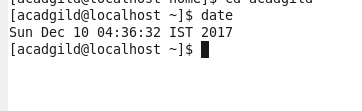 [acadgild@localhost ~]$ date
Sun Dec 10 04:36:32 IST 2017
[acadgild@localhost ~]$